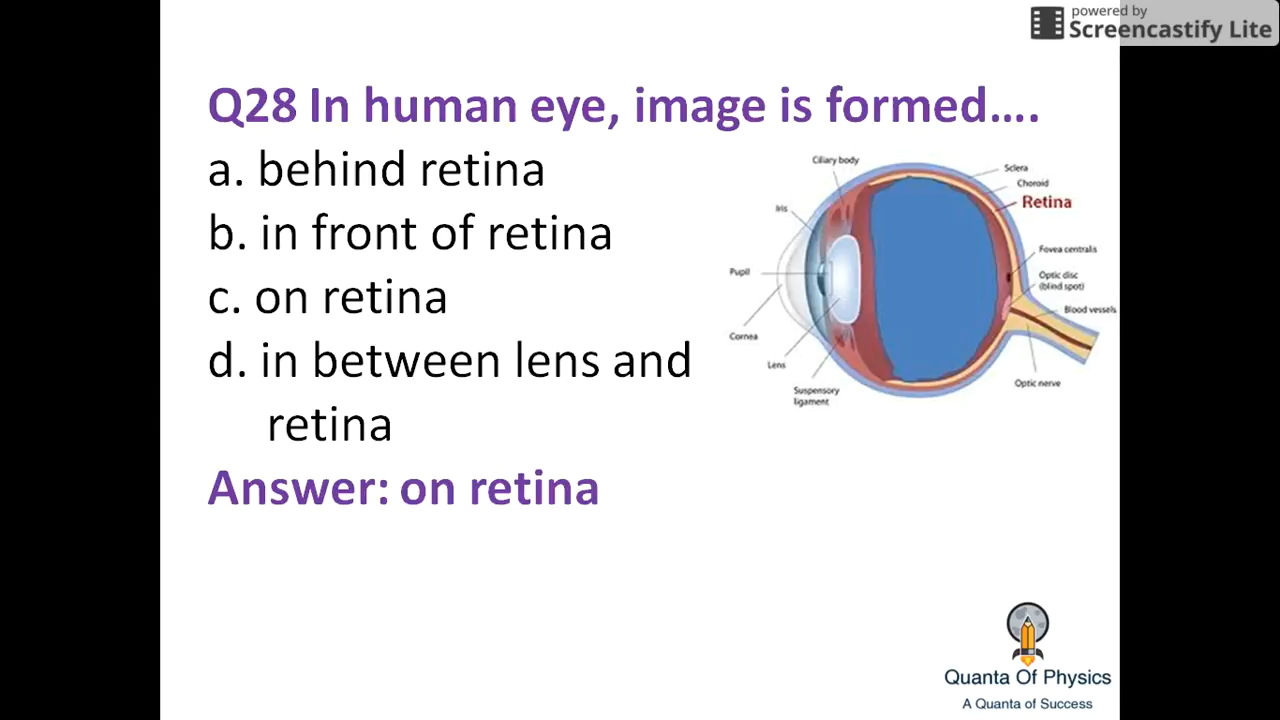 powered by
Screencastify Lite
Q28 In human eye, image is formed....
a. behind retina
b. in front of retina
c. on retina
d. in between lens and
retina
Answer: on retina
Ciliary body
Sclera
Choroid
Retina
Iris
Fovea centralis
Pupil
Optic disc
(blind spot)
Blood vessels
Cornea
Lens
Optic nerve
Suspensory
ligament
Quanta Of Physics
A Quanta of Success